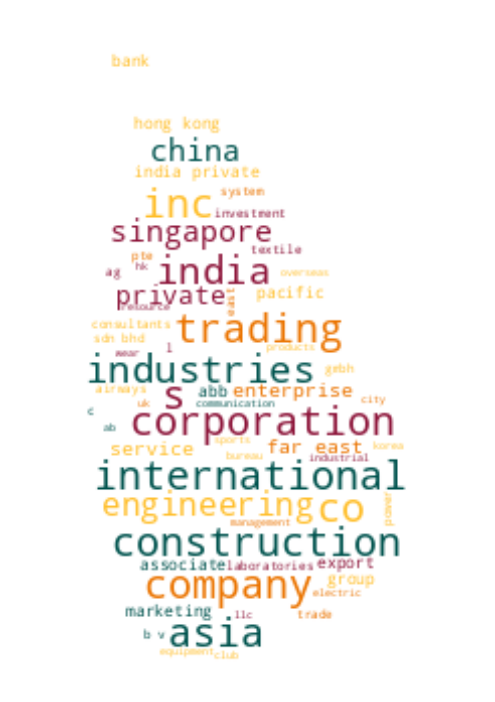 bank
hong kong
china
india private
system
inc
investment
singapore
textile
pte
hk
ag
india
overseas
private
east
pacific
resource
consultants
trading
sdn bhd
wear
l
products
industries
gmbh
airways
s
abb
enterprise
uk
communication
city
c
corporation
ab
sports
service
far east
korea
bureau
industrial
international
engineering
co
power
management
construction
associate
laboratories
export
company
group
electric
marketing
llc
trade
b v
asia
equipment
club